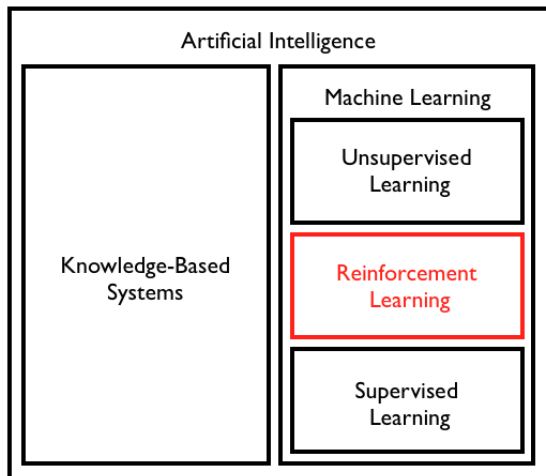 Artificial Intelligence
Knowledge-Based
Systems
Machine Learning
Unsupervised
Learning
Reinforcement
Learning
Supervised
Learning